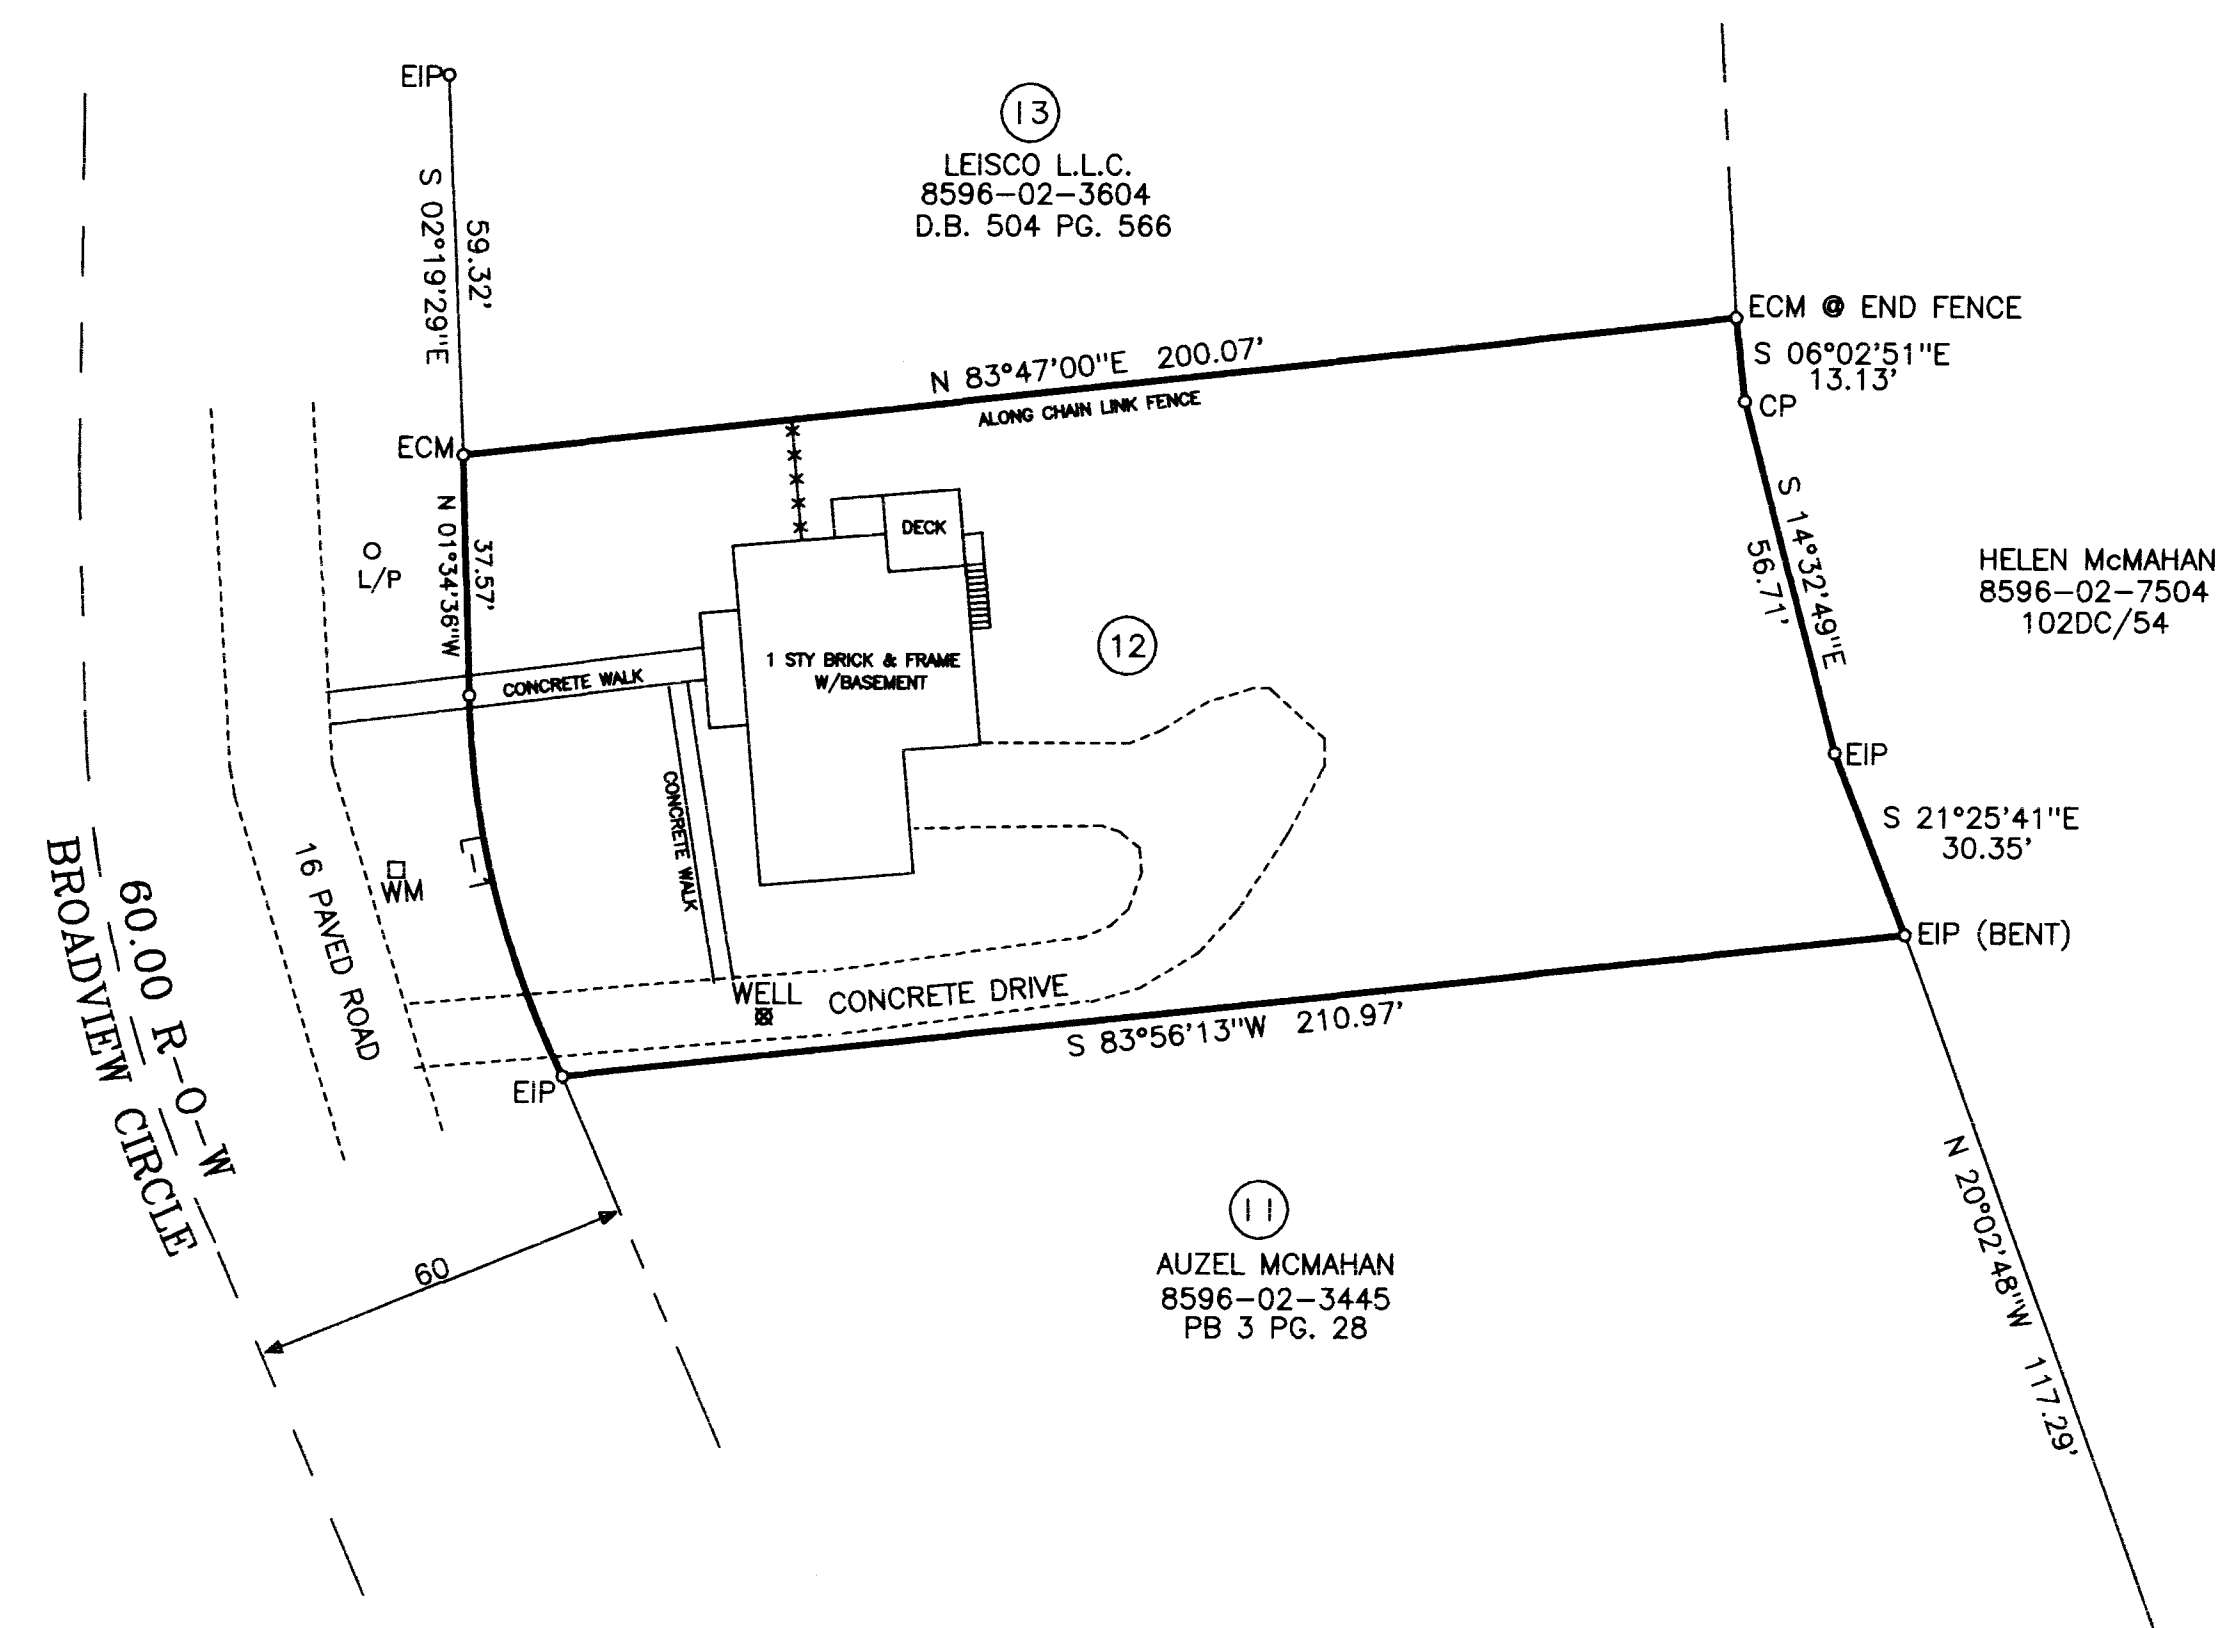 EIP
13
LEISCO L.L.C.
8596-02-3604
D.B. 504 PG. 566
S 02°19'29"E
59.32'
ECM @ END FENCE
S 06°02'51"E
13.13'
N 83°47'00"E 200.07'
ALONG CHAIN LINK FENCE
CP
ECM
N 01°34'36"W
37.57'
L/P
DECK
S 14°32'49"E
56.71'
HELEN McMAHAN
8596-02-7504
102DC/54
12
1 STY BRICK & FRAME
W/BASEMENT
CONCRETE WALK
CONCRETE WALK
EIP
S 21°25'41"E
30.35'
L-1
WM
16 PAVED ROAD
60.00 R-O-W
BROADVIEW CIRCLE
EIP (BENT)
WELL
CONCRETE DRIVE
S 83°56'13"W 210.97'
EIP
11
AUZEL MCMAHAN
8596-02-3445
PB 3 PG. 28
60
N 20°02'48"W 117.29'